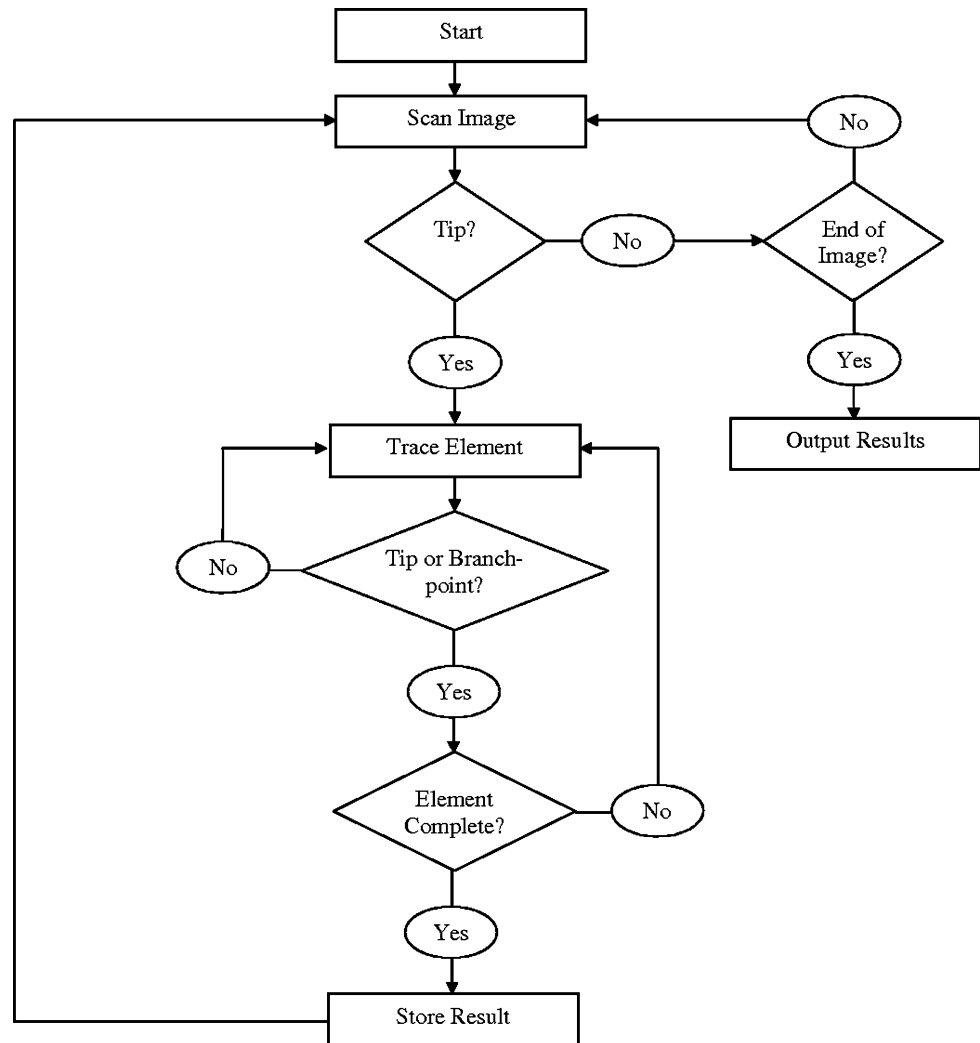 Start
Scan Image
No
Tip?
No
End of
Image?
Yes
Yes
Trace Element
Output Results
No
Tip or Branch-
point?
Yes
Element
Complete?
No
Yes
Store Result